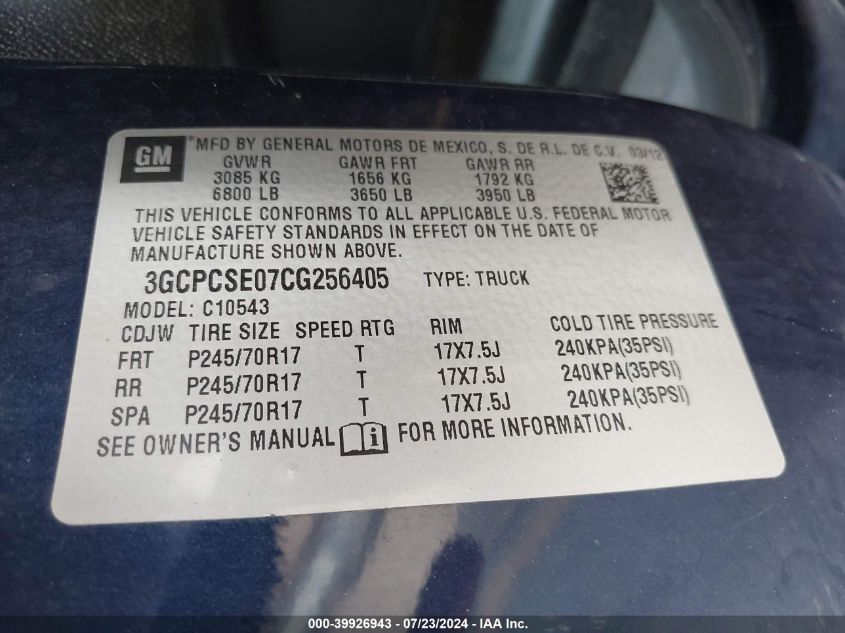 GM *MFD BY GENERAL MOTORS DE MEXICO, S. DE R.L. DE C.V. 03/12
GVWR GAWR FRT GAWR RR
3085 KG 1656 KG 1792 KG
6800 LB 3650 LB 3950 LB
THIS VEHICLE CONFORMS TO ALL APPLICABLE U.S. FEDERAL MOTOR
VEHICLE SAFETY STANDARDS IN EFFECT ON THE DATE OF
MANUFACTURE SHOWN ABOVE.
3GCPCSE07CG256405 TYPE: TRUCK
MODEL: C10543
CDJW TIRE SIZE SPEED RTG RIM COLD TIRE PRESSURE
FRT P245/70R17 T 17X7.5J 240KPA(35PSI)
RR P245/70R17 T 17X7.5J 240KPA(35PSI)
SPA P245/70R17 T 17X7.5J 240KPA(35PSI)
SEE OWNER'S MANUAL i FOR MORE INFORMATION.
000-39926943 - 07/23/2024 - IAA Inc.